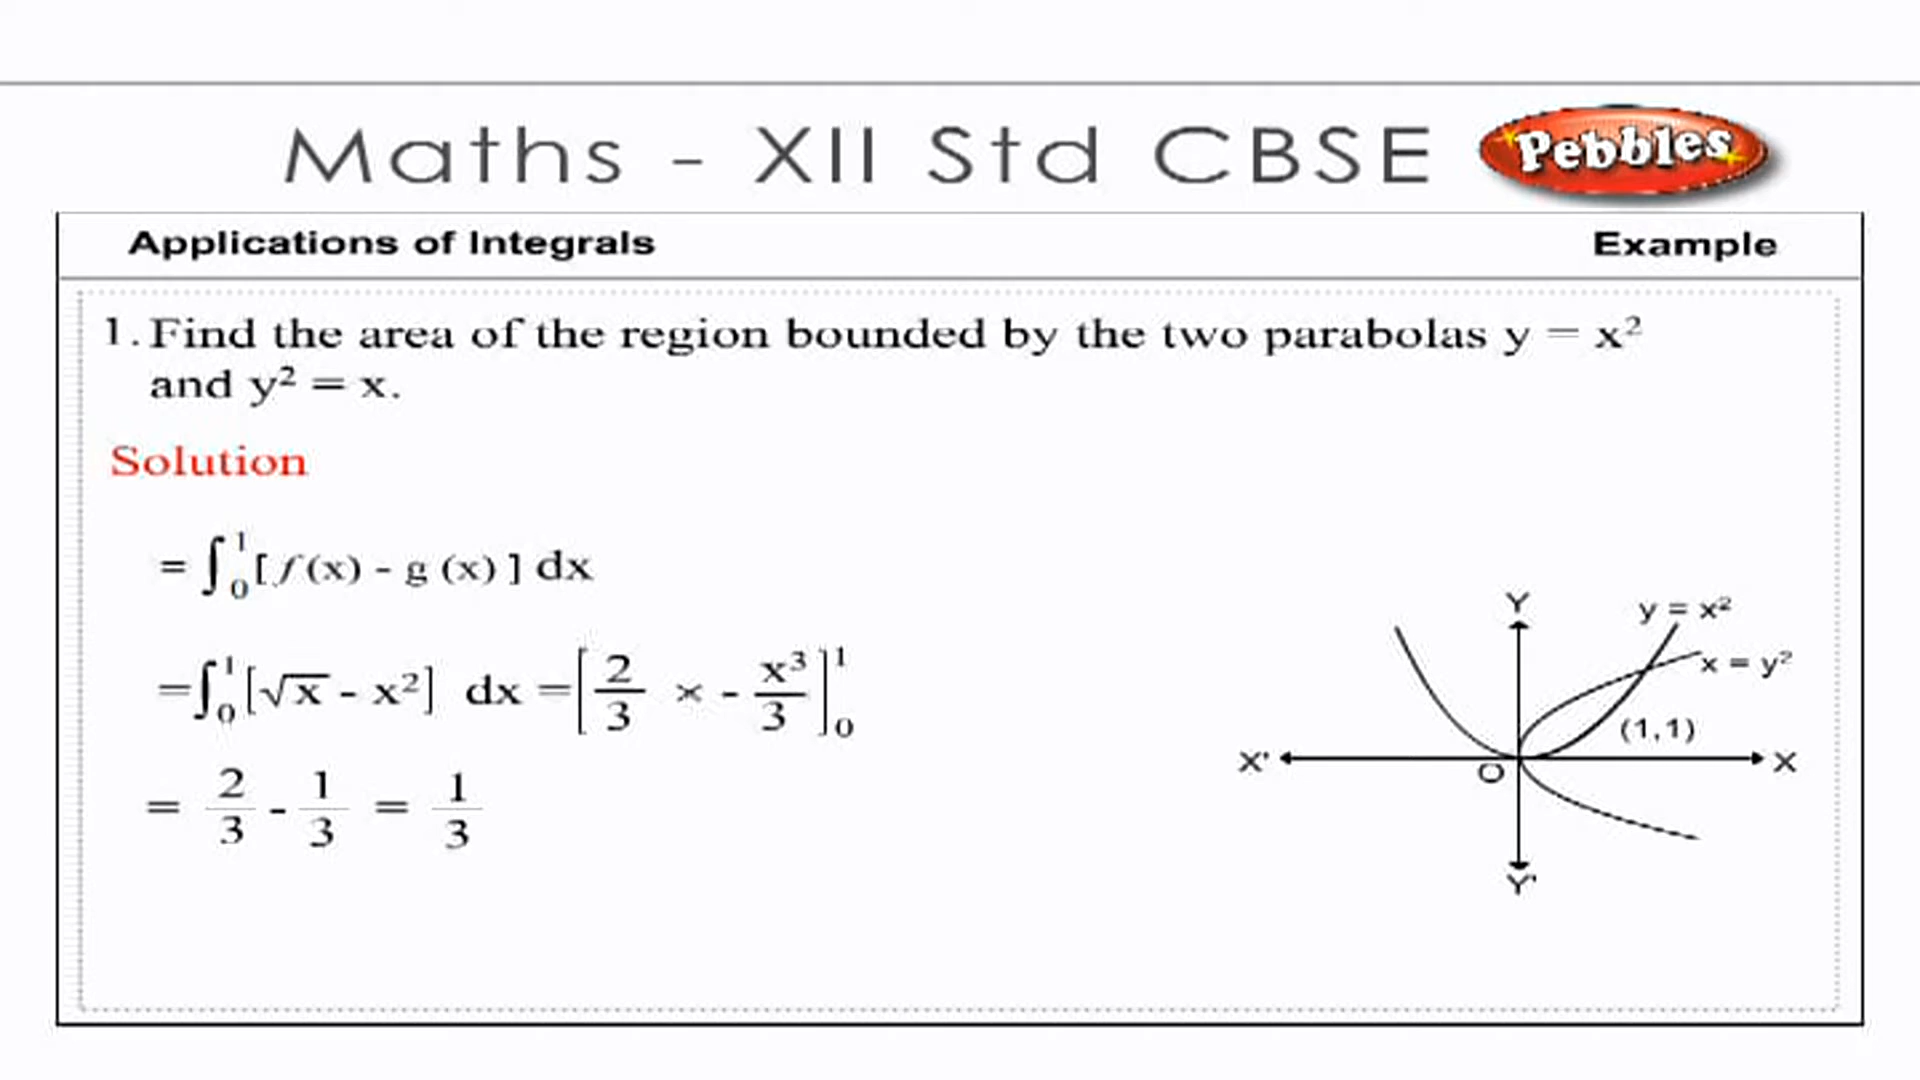 Maths - XII Std CBSE
Pebbles
Applications of Integrals
Example
1. Find the area of the region bounded by the two parabolas y = x²
and y² = x.
Solution
= ∫₀¹ [ f (x) - g (x) ] dx
= ∫₀¹ [√x - x²] dx = [ 2/3 x - x³/3 ]₀¹
= 2/3 - 1/3 = 1/3
Y
y = x²
x = y²
(1,1)
X'
O
X
Y'